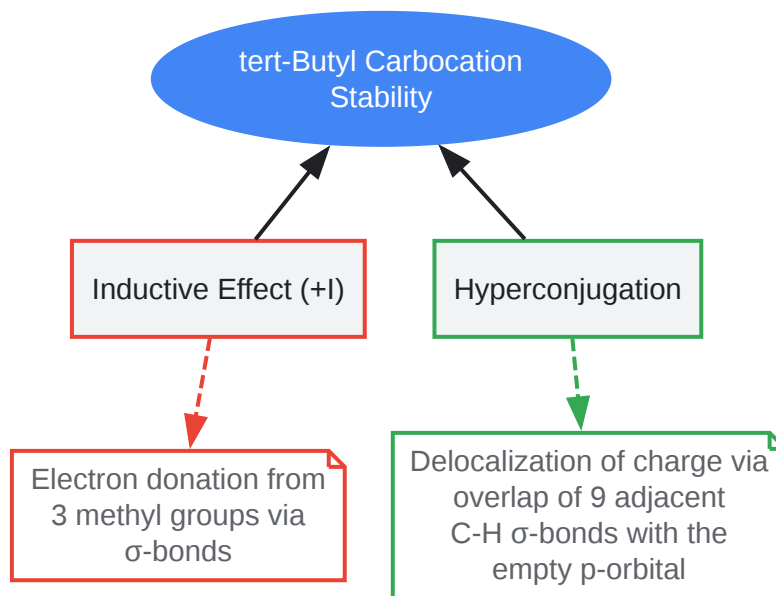 tert-Butyl Carbocation
Stability
Inductive Effect (+I)
Hyperconjugation
Electron donation from
3 methyl groups via
σ-bonds
Delocalization of charge via
overlap of 9 adjacent
C-H σ-bonds with the
empty p-orbital